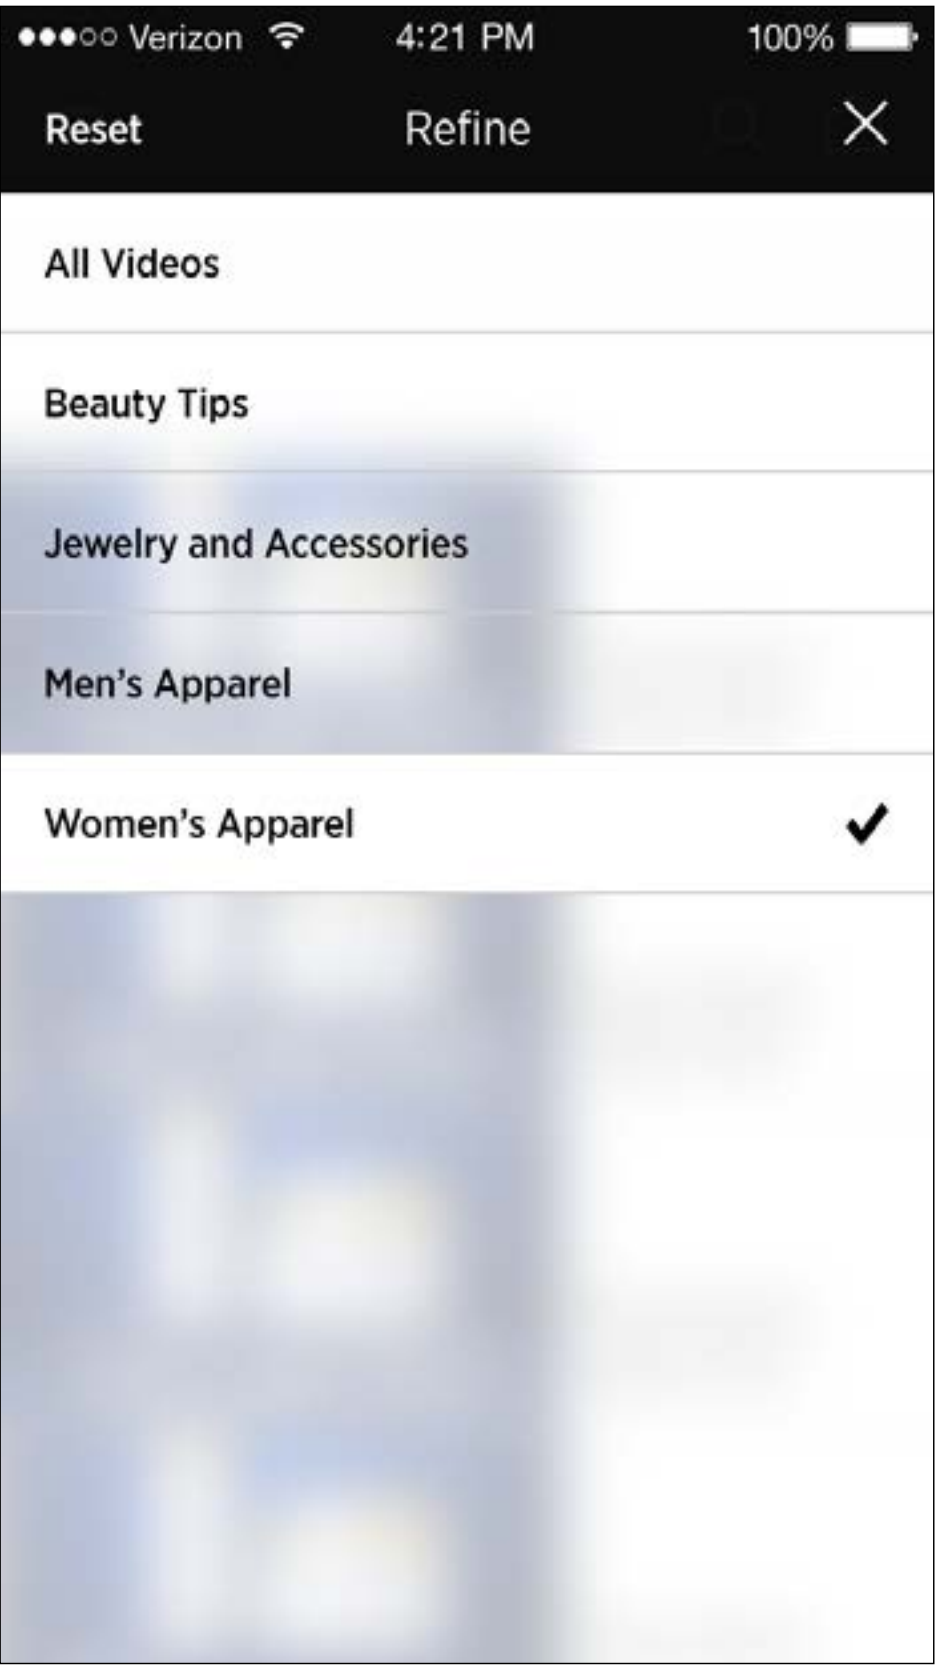 Verizon 4:21 PM 100%
Reset Refine
All Videos
Beauty Tips
Jewelry and Accessories
Men's Apparel
Women's Apparel